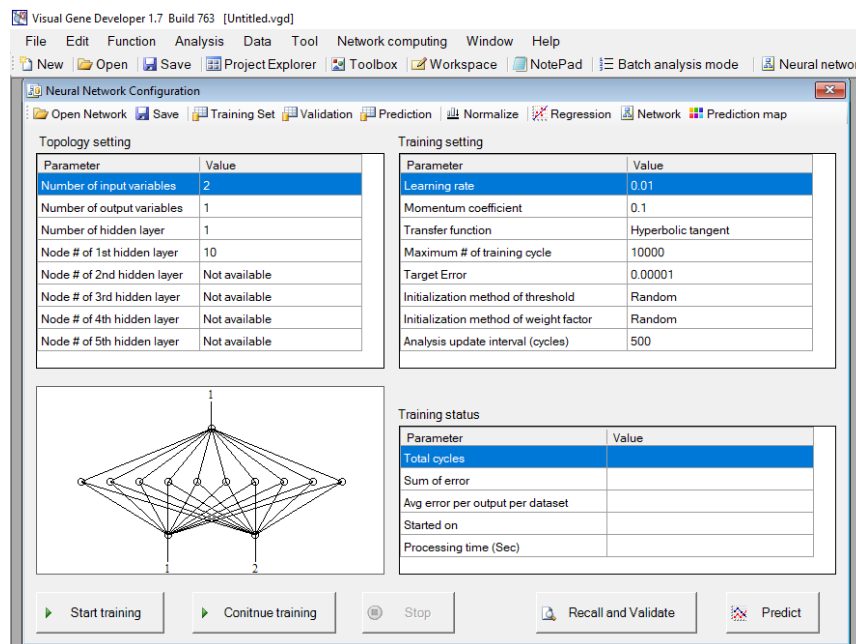 Visual Gene Developer 1.7 Build 763 [Untitled.vgd]
File Edit Function Analysis Data Tool Network computing Window Help
New Open Save Project Explorer Toolbox Workspace NotePad Batch analysis mode Neural netwo
Neural Network Configuration
Open Network Save Training Set Validation Prediction Normalize Regression Network Prediction map
Topology setting
Parameter Value
Number of input variables 2
Number of output variables 1
Number of hidden layer 1
Node # of 1st hidden layer 10
Node # of 2nd hidden layer Not available
Node # of 3rd hidden layer Not available
Node # of 4th hidden layer Not available
Node # of 5th hidden layer Not available
Training setting
Parameter Value
Learning rate 0.01
Momentum coefficient 0.1
Transfer function Hyperbolic tangent
Maximum # of training cycle 10000
Target Error 0.00001
Initialization method of threshold Random
Initialization method of weight factor Random
Analysis update interval (cycles) 500
1
1 2
Training status
Parameter Value
Total cycles
Sum of error
Avg error per output per dataset
Started on
Processing time (Sec)
Start training Conitnue training Stop Recall and Validate Predict